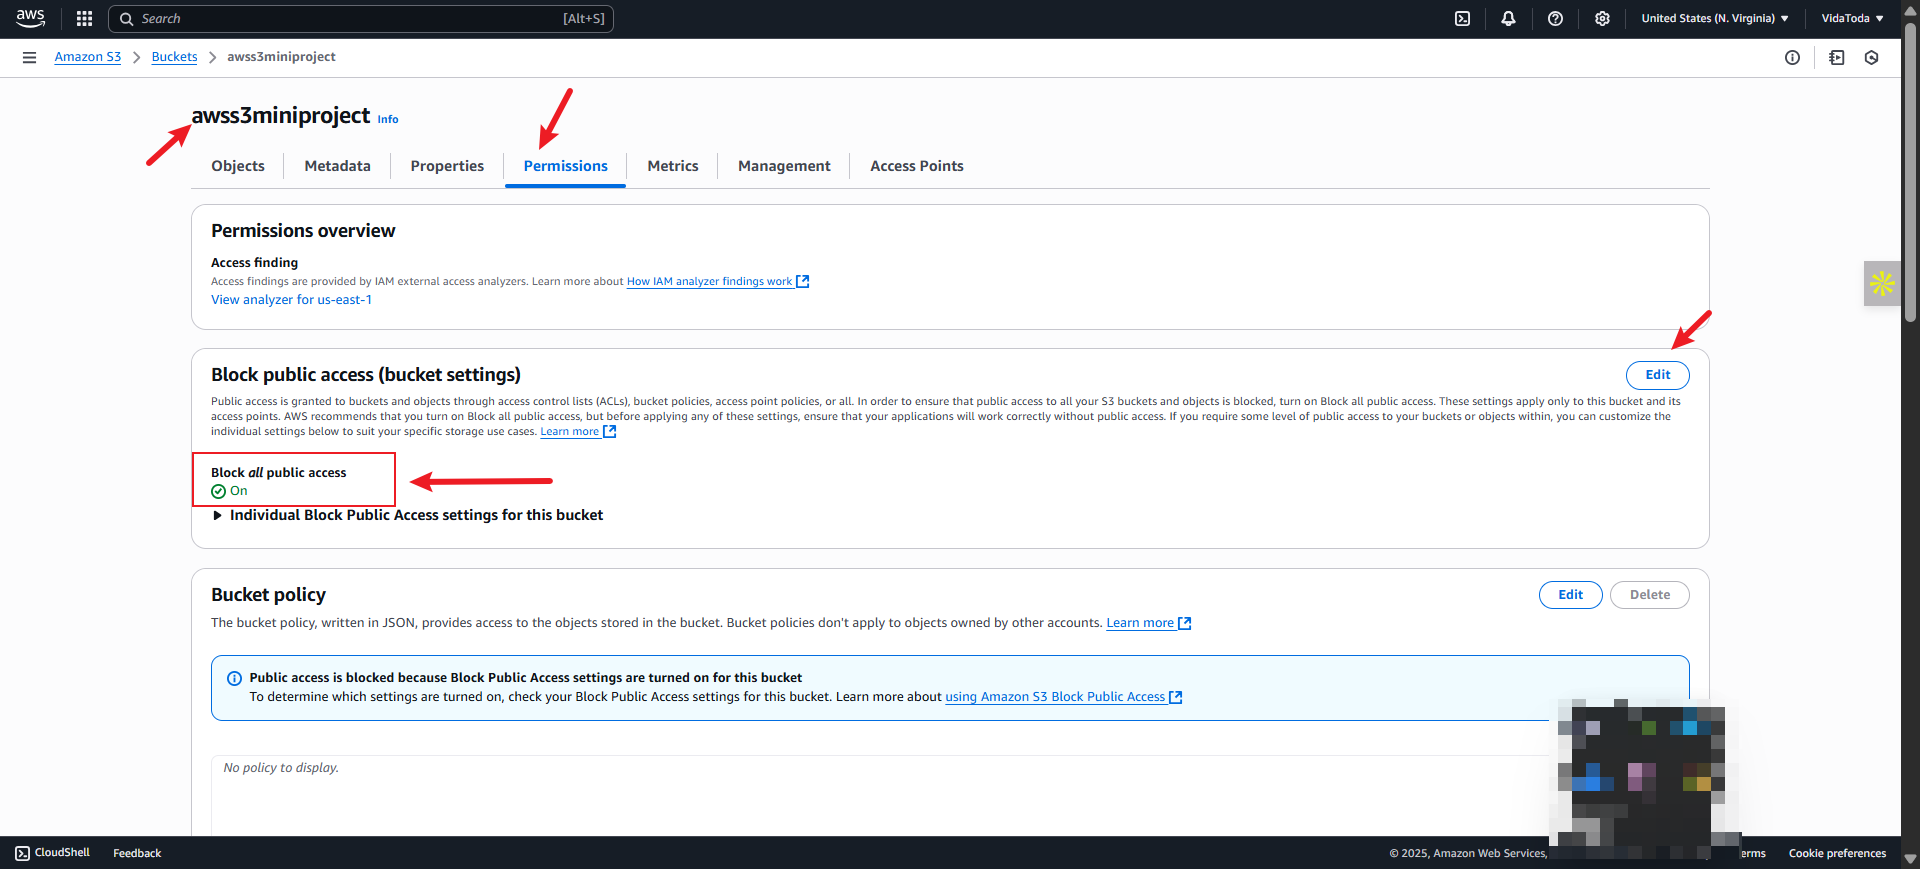 aws
Search
[Alt+S]
United States (N. Virginia)
VidaToda
Amazon S3
Buckets
awss3miniproject
awss3miniproject Info
Objects
Metadata
Properties
Permissions
Metrics
Management
Access Points
Permissions overview
Access finding
Access findings are provided by IAM external access analyzers. Learn more about How IAM analyzer findings work
View analyzer for us-east-1
Block public access (bucket settings)
Edit
Public access is granted to buckets and objects through access control lists (ACLs), bucket policies, access point policies, or all. In order to ensure that public access to all your S3 buckets and objects is blocked, turn on Block all public access. These settings apply only to this bucket and its
access points. AWS recommends that you turn on Block all public access, but before applying any of these settings, ensure that your applications will work correctly without public access. If you require some level of public access to your buckets or objects within, you can customize the
individual settings below to suit your specific storage use cases. Learn more
Block all public access
On
Individual Block Public Access settings for this bucket
Bucket policy
Edit
Delete
The bucket policy, written in JSON, provides access to the objects stored in the bucket. Bucket policies don't apply to objects owned by other accounts. Learn more
Public access is blocked because Block Public Access settings are turned on for this bucket
To determine which settings are turned on, check your Block Public Access settings for this bucket. Learn more about using Amazon S3 Block Public Access
No policy to display.
CloudShell
Feedback
© 2025, Amazon Web Services,
erms
Cookie preferences